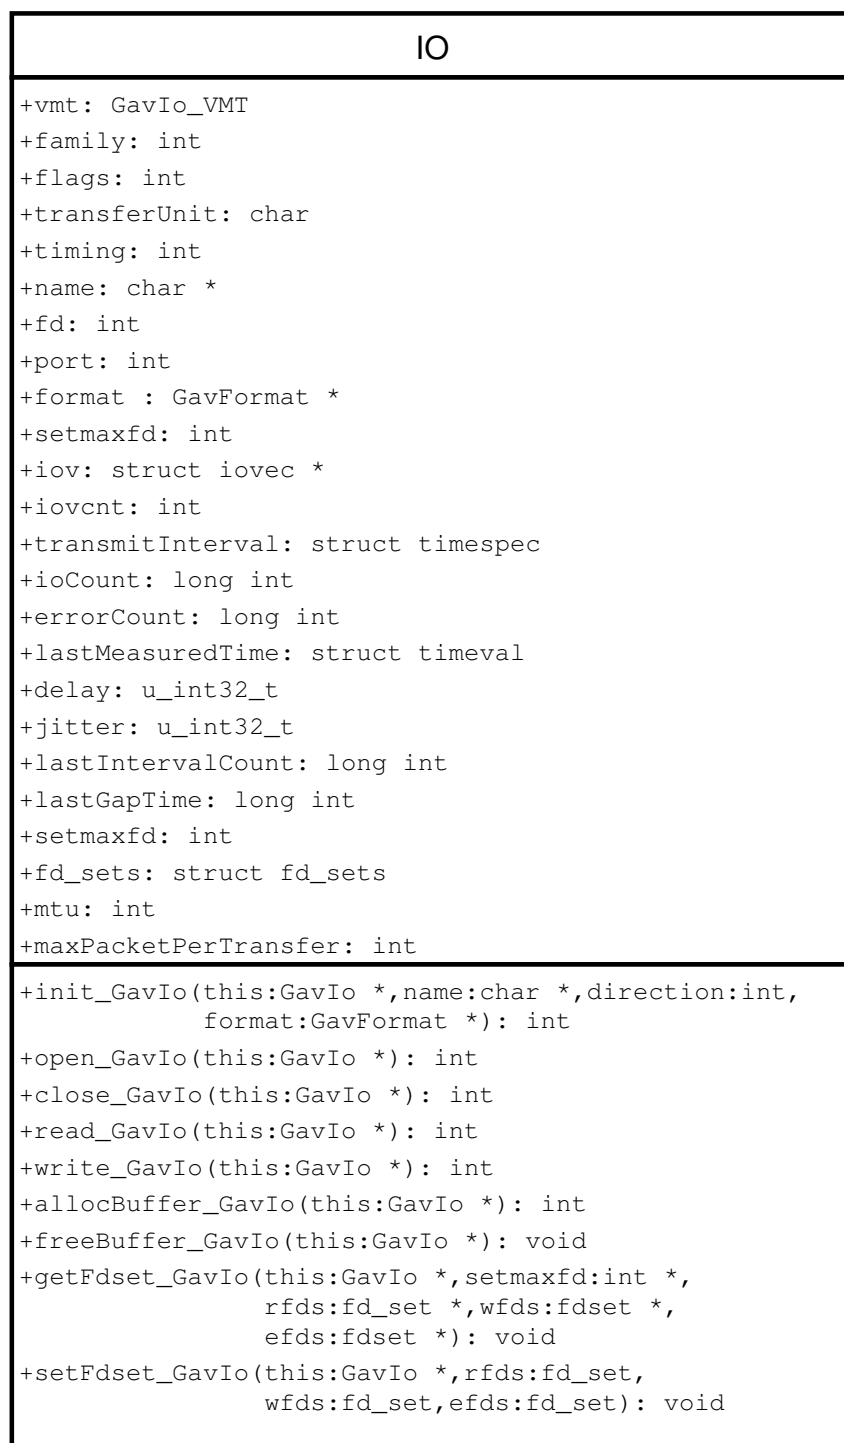 IO
+vmt: GavIo_VMT
+family: int
+flags: int
+transferUnit: char
+timing: int
+name: char *
+fd: int
+port: int
+format : GavFormat *
+setmaxfd: int
+iov: struct iovec *
+iovcnt: int
+transmitInterval: struct timespec
+ioCount: long int
+errorCount: long int
+lastMeasuredTime: struct timeval
+delay: u_int32_t
+jitter: u_int32_t
+lastIntervalCount: long int
+lastGapTime: long int
+setmaxfd: int
+fd_sets: struct fd_sets
+mtu: int
+maxPacketPerTransfer: int
+init_GavIo(this:GavIo *,name:char *,direction:int,
format:GavFormat *): int
+open_GavIo(this:GavIo *): int
+close_GavIo(this:GavIo *): int
+read_GavIo(this:GavIo *): int
+write_GavIo(this:GavIo *): int
+allocBuffer_GavIo(this:GavIo *): int
+freeBuffer_GavIo(this:GavIo *): void
+getFdset_GavIo(this:GavIo *,setmaxfd:int *,
rfds:fd_set *,wfds:fdset *,
efds:fdset *): void
+setFdset_GavIo(this:GavIo *,rfds:fd_set,
wfds:fd_set,efds:fd_set): void